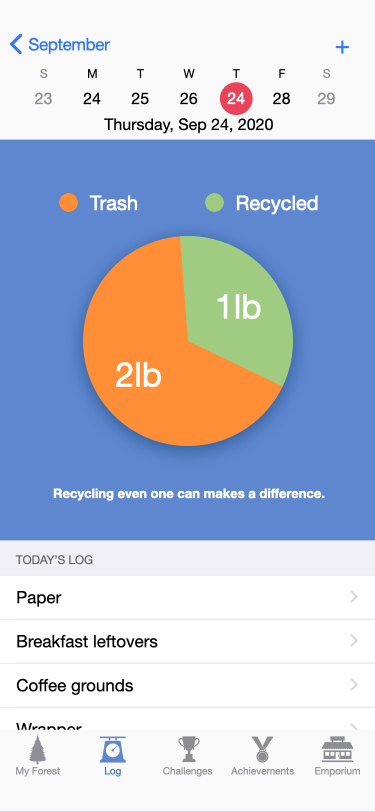 September
+
S M T W T F S
23 24 25 26 24 28 29
Thursday, Sep 24, 2020
Trash Recycled
1lb
2lb
Recycling even one can makes a difference.
TODAY'S LOG
Paper
Breakfast leftovers
Coffee grounds
Wrapper
My Forest Log Challenges Achievements Emporium